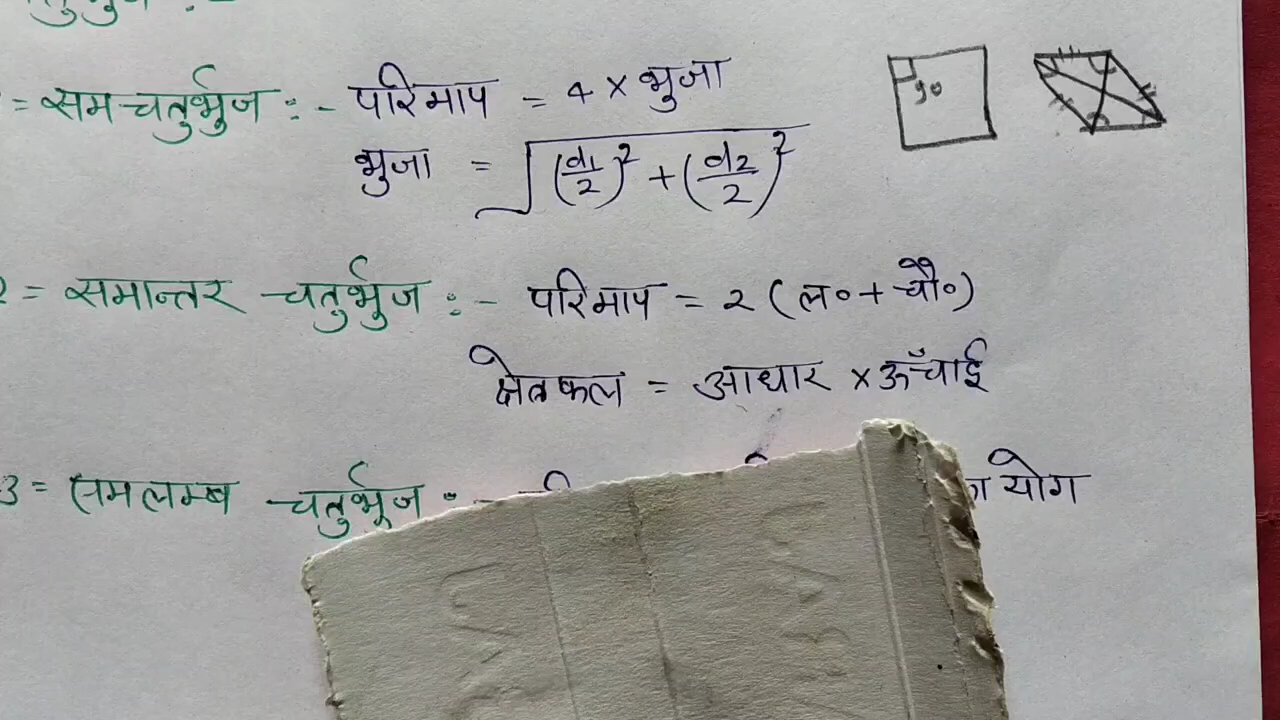 = समचतुर्भुज :- परिमाप = 4 × भुजा
90
भुजा = √((d1/2)² + (d2/2)²)
2 = समान्तर चतुर्भुज :- परिमाप = 2 (ल० + चौ०)
क्षेत्रफल = आधार × ऊँचाई
3 = समलम्ब चतुर्भुज :- का योग